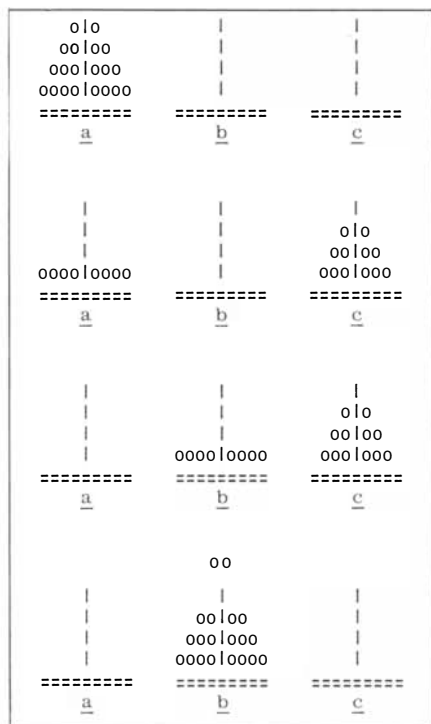 o|o | |
oo|oo | |
ooo|ooo | |
oooo|oooo | |
========= ========= =========
a b c
| | |
| | o|o
| | oo|oo
oooo|oooo | ooo|ooo
========= ========= =========
a b c
| | |
| | o|o
| | oo|oo
| oooo|oooo ooo|ooo
========= ========= =========
a b c
oo
| | |
| oo|oo |
| ooo|ooo |
| oooo|oooo |
========= ========= =========
a b c